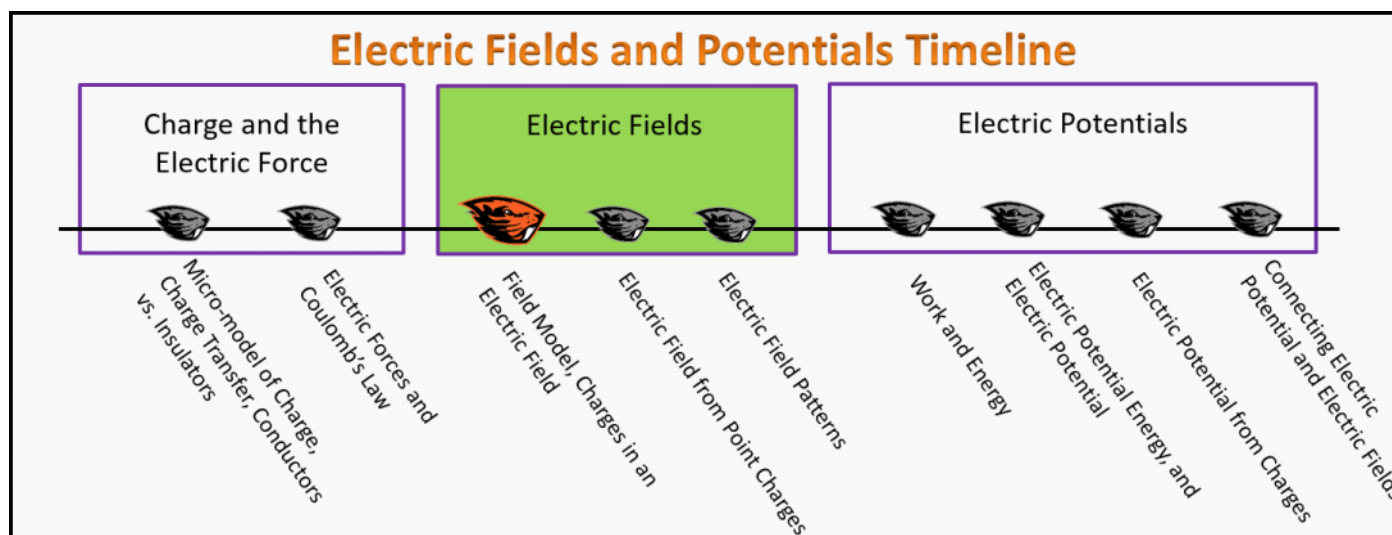 Electric Fields and Potentials Timeline
Charge and the
Electric Force
Electric Fields
Electric Potentials
Micro-model of Charge,
Charge Transfer, Conductors
vs. Insulators
Electric Forces and
Coulomb's Law
Field Model, Charges in an
Electric Field
Electric Field from Point Charges
Electric Field Patterns
Work and Energy
Electric Potential Energy, and
Electric Potential
Electric Potential from Charges
Connecting Electric
Potential and Electric Fields